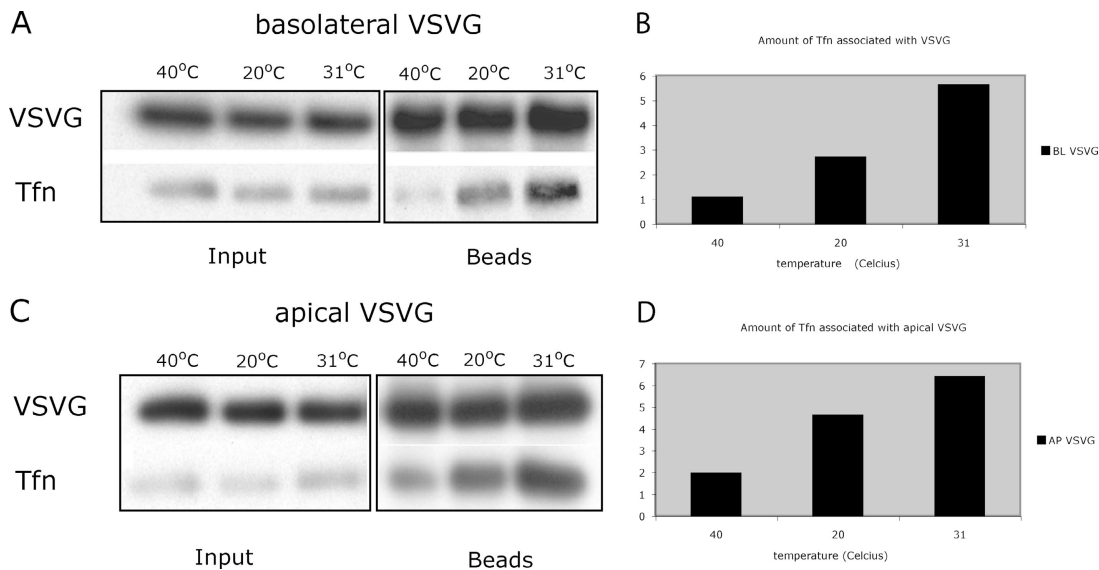 A
basolateral VSVG
40°C 20°C 31°C 40°C 20°C 31°C
VSVG
Tfn
Input Beads
B
Amount of Tfn associated with VSVG
6
5
4
3
2
1
0
40 20 31
temperature (Celcius)
BL VSVG
C
apical VSVG
40°C 20°C 31°C 40°C 20°C 31°C
VSVG
Tfn
Input Beads
D
Amount of Tfn associated with apical VSVG
7
6
5
4
3
2
1
0
40 20 31
temperature (Celcius)
AP VSVG